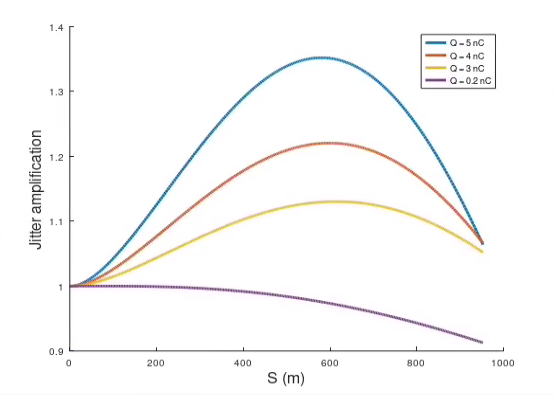 1.4
1.3
1.2
1.1
1
0.9
Jitter amplification
0
200
400
600
800
1000
S (m)
Q = 5 nC
Q = 4 nC
Q = 3 nC
Q = 0.2 nC